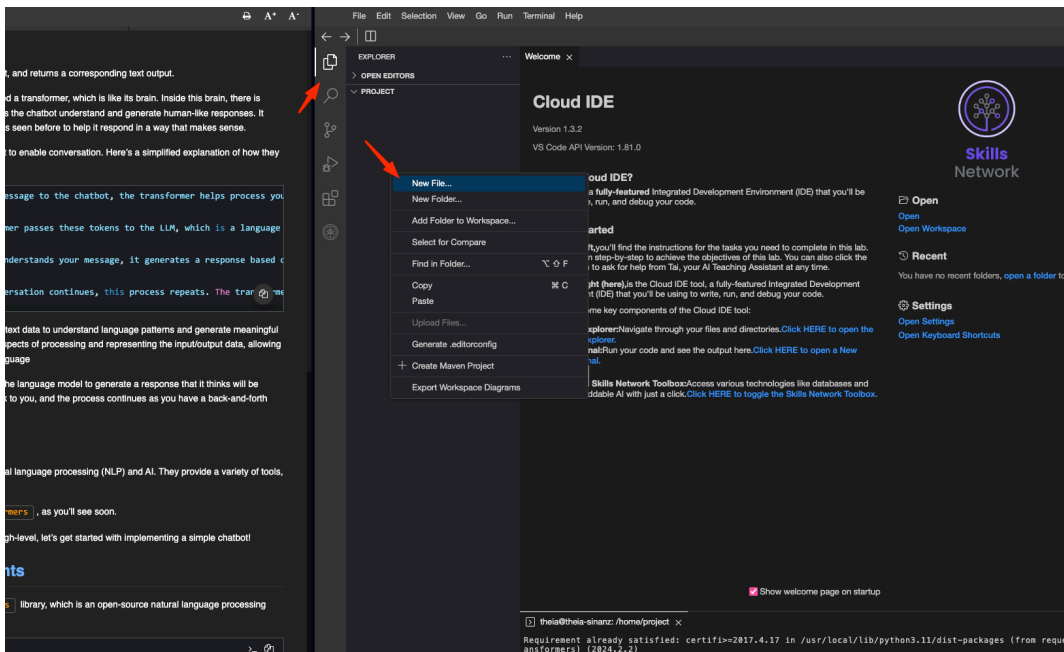 A+ A-
t, and returns a corresponding text output.
d a transformer, which is like its brain. Inside this brain, there is
s the chatbot understand and generate human-like responses. It
s seen before to help it respond in a way that makes sense.
t to enable conversation. Here's a simplified explanation of how they
essage to the chatbot, the transformer helps process you
mer passes these tokens to the LLM, which is a language
nderstands your message, it generates a response based o
ersation continues, this process repeats. The tran me
text data to understand language patterns and generate meaningful
spects of processing and representing the input/output data, allowing
guage
he language model to generate a response that it thinks will be
k to you, and the process continues as you have a back-and-forth
al language processing (NLP) and AI. They provide a variety of tools,
rmers , as you'll see soon.
gh-level, let's get started with implementing a simple chatbot!
nts
s library, which is an open-source natural language processing
File Edit Selection View Go Run Terminal Help
EXPLORER ...
OPEN EDITORS
PROJECT
New File...
New Folder...
Add Folder to Workspace...
Select for Compare
Find in Folder... ⌥⇧F
Copy ⌘C
Paste
Upload Files...
Generate .editorconfig
Create Maven Project
Export Workspace Diagrams
Welcome ×
Cloud IDE
Version 1.3.2
VS Code API Version: 1.81.0
oud IDE?
a fully-featured Integrated Development Environment (IDE) that you'll be
, run, and debug your code.
arted
ft,you'll find the instructions for the tasks you need to complete in this lab.
n step-by-step to achieve the objectives of this lab. You can also click the
to ask for help from Tai, your AI Teaching Assistant at any time.
ght (here),is the Cloud IDE tool, a fully-featured Integrated Development
nt (IDE) that you'll be using to write, run, and debug your code.
me key components of the Cloud IDE tool:
xplorer:Navigate through your files and directories.Click HERE to open the
xplorer.
nal:Run your code and see the output here.Click HERE to open a New
nal.
Skills Network Toolbox:Access various technologies like databases and
ddable AI with just a click.Click HERE to toggle the Skills Network Toolbox.
Skills
Network
Open
Open
Open Workspace
Recent
You have no recent folders, open a folder to
Settings
Open Settings
Open Keyboard Shortcuts
Show welcome page on startup
theia@theia-sinanz: /home/project ×
Requirement already satisfied: certifi>=2017.4.17 in /usr/local/lib/python3.11/dist-packages (from reque
ansformers) (2024.2.2)